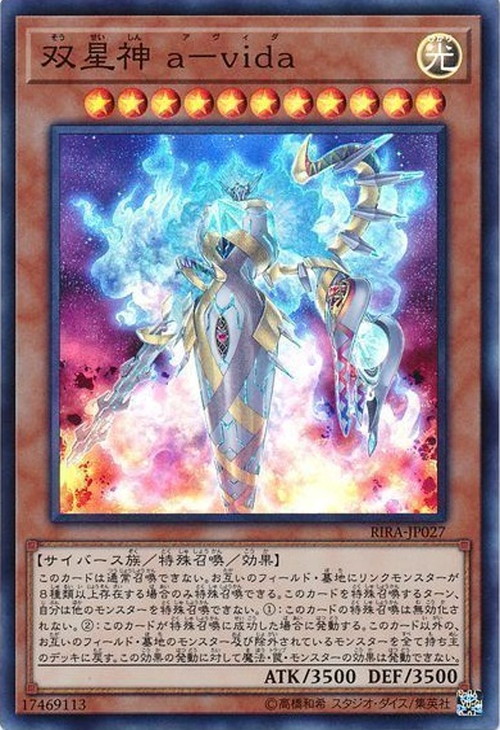 双星神 a－vida
そう せい しん ア ヴィ ダ
光
RIRA-JP027
【サイバース族／特殊召喚／効果】
このカードは通常召喚できない。お互いのフィールド・墓地にリンクモンスターが
８種類以上存在する場合のみ特殊召喚できる。このカードを特殊召喚するターン、
自分は他のモンスターを特殊召喚できない。①：このカードの特殊召喚は無効化さ
れない。②：このカードが特殊召喚に成功した場合に発動する。このカード以外の、
お互いのフィールド・墓地のモンスター及び除外されているモンスターを全て持ち主
のデッキに戻す。この効果の発動に対して魔法・罠・モンスターの効果は発動できない。
ATK/3500 DEF/3500
17469113
©高橋和希 スタジオ・ダイス/集英社